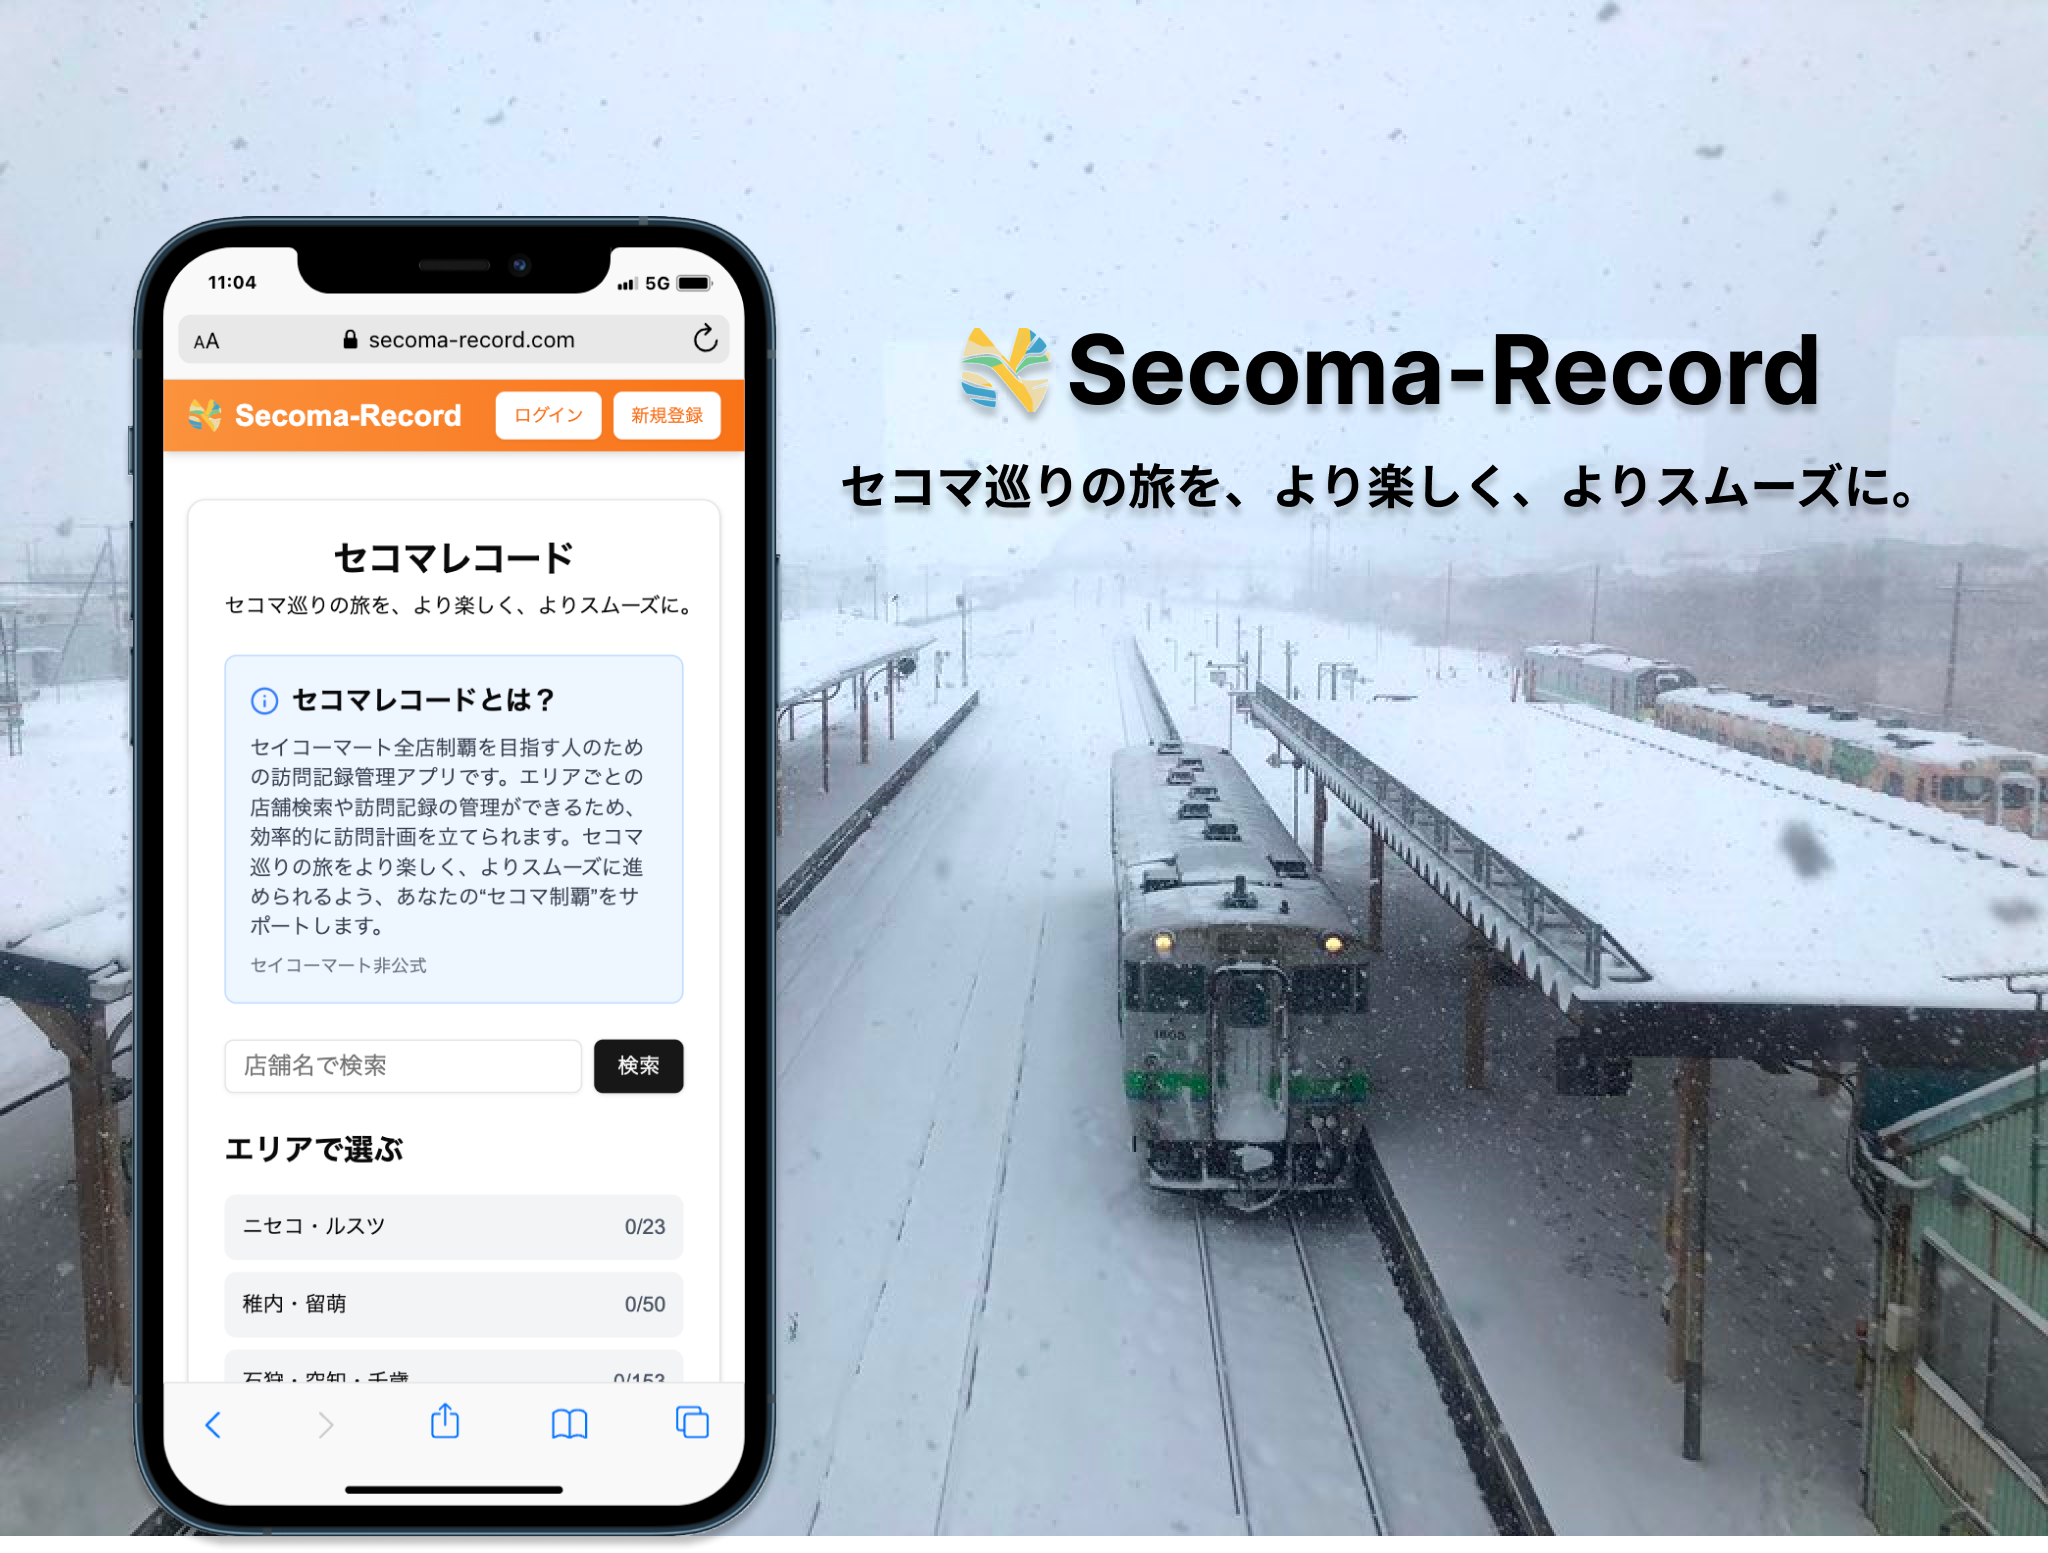 11:04
5G
AA
secoma-record.com
Secoma-Record
ログイン
新規登録
セコマレコード
セコマ巡りの旅を、より楽しく、よりスムーズに。
セコマレコードとは？
セイコーマート全店制覇を目指す人のため
の訪問記録管理アプリです。エリアごとの
店舗検索や訪問記録の管理ができるため、
効率的に訪問計画を立てられます。セコマ
巡りの旅をより楽しく、よりスムーズに進
められるよう、あなたの“セコマ制覇”をサ
ポートします。
セイコーマート非公式
店舗名で検索
検索
エリアで選ぶ
ニセコ・ルスツ 0/23
稚内・留萌 0/50
石狩・空知・千歳 0/153
Secoma-Record
セコマ巡りの旅を、より楽しく、よりスムーズに。